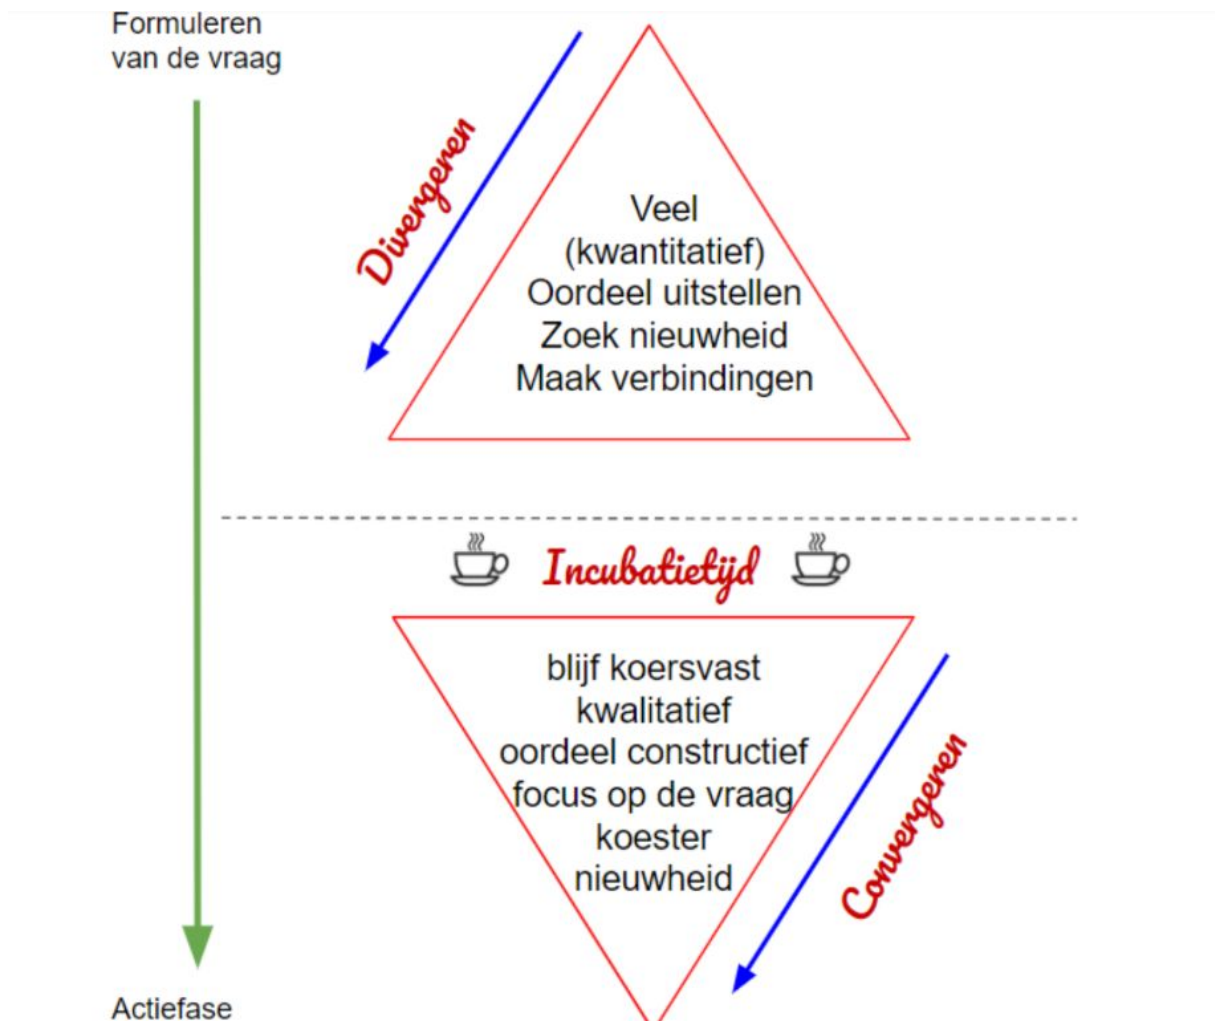 Formuleren
van de vraag
Divergeren
Veel
(kwantitatief)
Oordeel uitstellen
Zoek nieuwheid
Maak verbindingen
Incubatietijd
blijf koersvast
kwalitatief
oordeel constructief
focus op de vraag
koester
nieuwheid
Convergeren
Actiefase